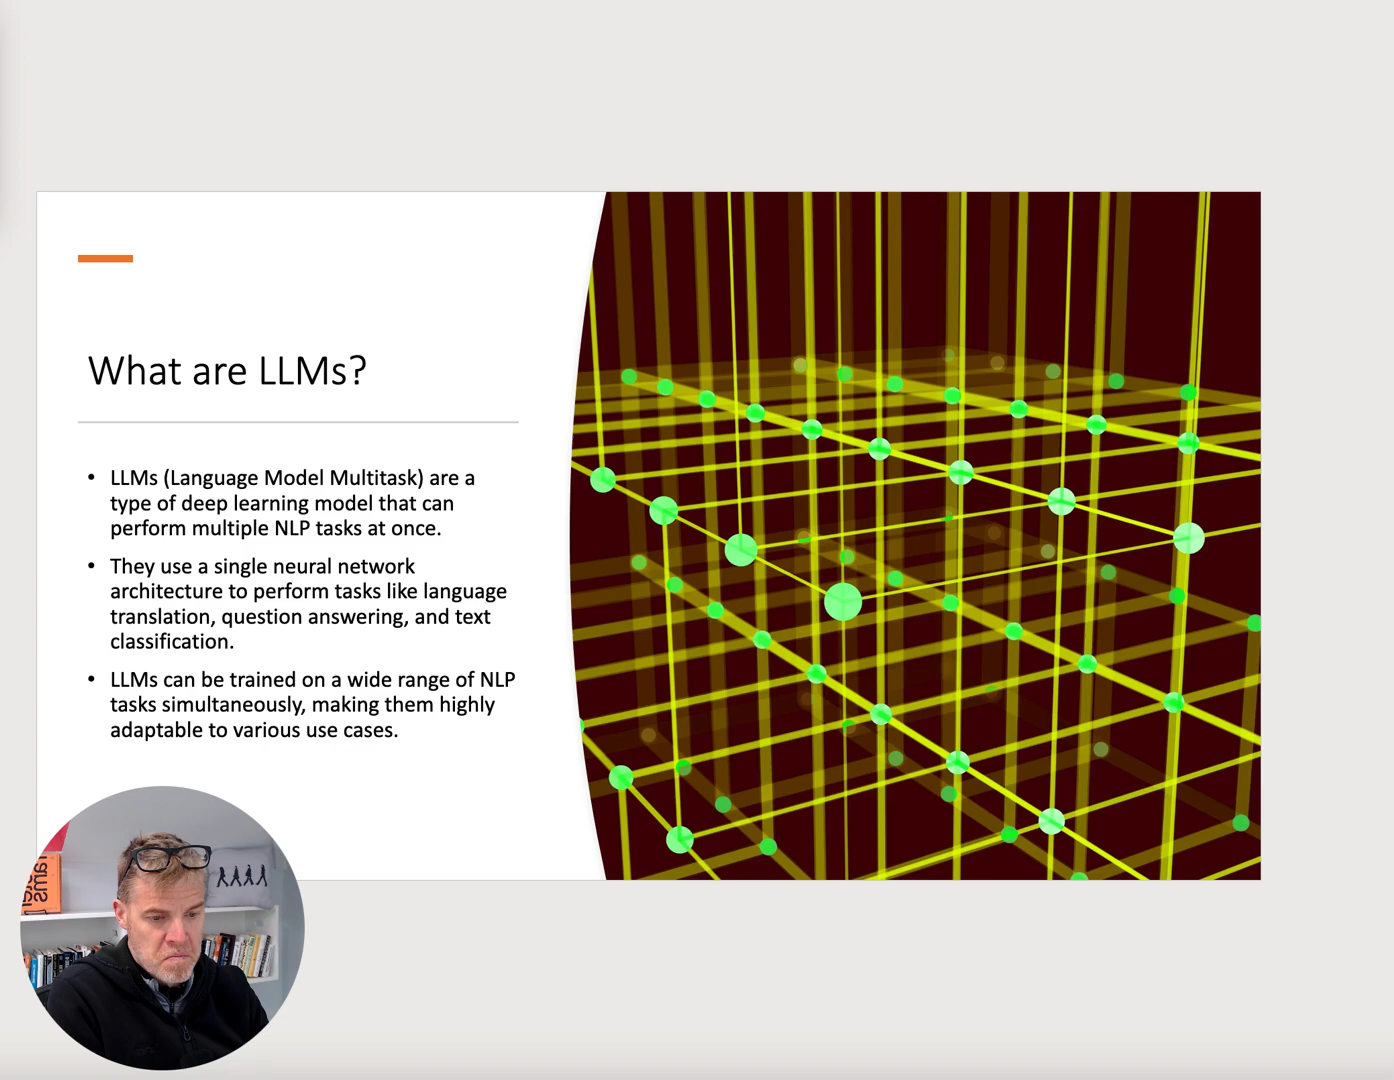 What are LLMs?
• LLMs (Language Model Multitask) are a
type of deep learning model that can
perform multiple NLP tasks at once.
• They use a single neural network
architecture to perform tasks like language
translation, question answering, and text
classification.
• LLMs can be trained on a wide range of NLP
tasks simultaneously, making them highly
adaptable to various use cases.